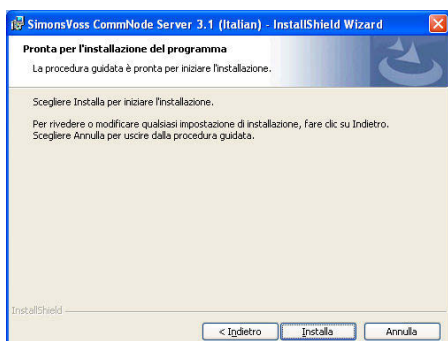 SimonsVoss CommNode Server 3.1 (Italian) - InstallShield Wizard
Pronta per l'installazione del programma
La procedura guidata è pronta per iniziare l'installazione.
Scegliere Installa per iniziare l'installazione.
Per rivedere o modificare qualsiasi impostazione di installazione, fare clic su Indietro.
Scegliere Annulla per uscire dalla procedura guidata.
InstallShield
< Indietro Installa Annulla